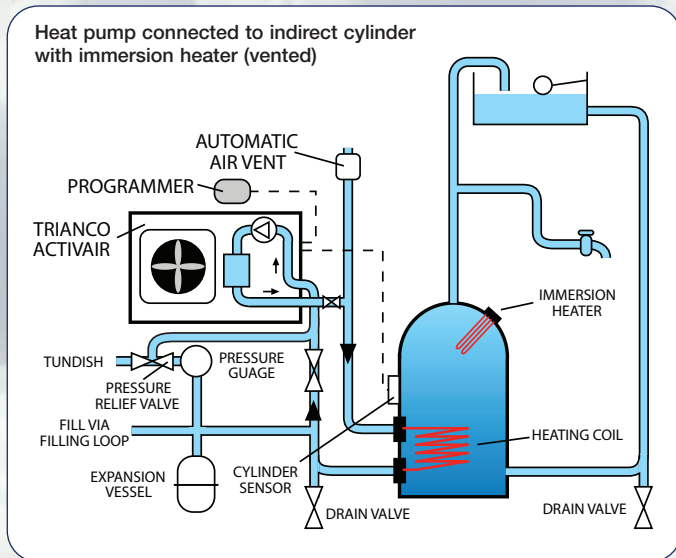 Heat pump connected to indirect cylinder
with immersion heater (vented)
AUTOMATIC
AIR VENT
PROGRAMMER
TRIANCO
ACTIVAIR
IMMERSION
HEATER
TUNDISH
PRESSURE
GUAGE
PRESSURE
RELIEF VALVE
FILL VIA
FILLING LOOP
HEATING COIL
EXPANSION
VESSEL
CYLINDER
SENSOR
DRAIN VALVE
DRAIN VALVE